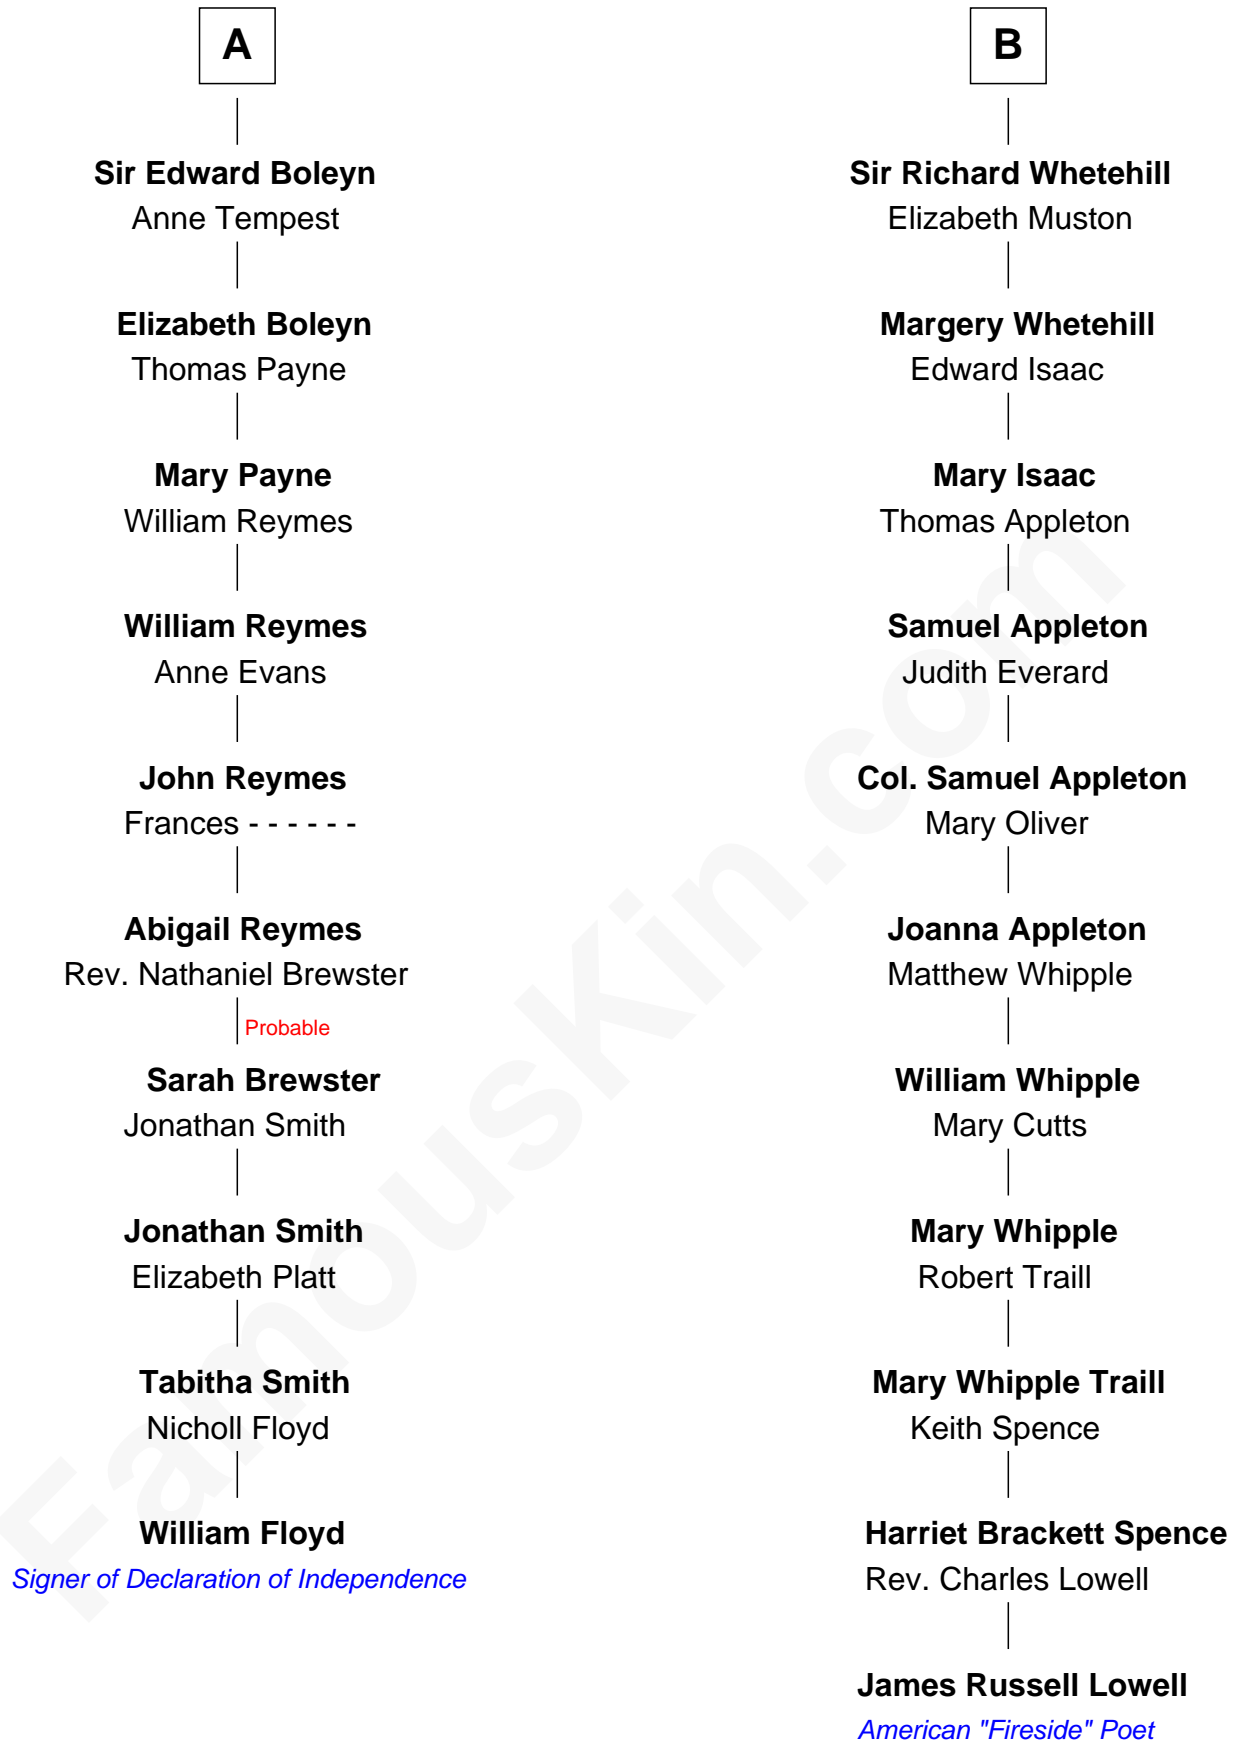 A
Sir Edward Boleyn
Anne Tempest
Elizabeth Boleyn
Thomas Payne
Mary Payne
William Reymes
William Reymes
Anne Evans
John Reymes
Frances - - - - - -
Abigail Reymes
Rev. Nathaniel Brewster
Probable
Sarah Brewster
Jonathan Smith
Jonathan Smith
Elizabeth Platt
Tabitha Smith
Nicholl Floyd
William Floyd
Signer of Declaration of Independence
B
Sir Richard Whetehill
Elizabeth Muston
Margery Whetehill
Edward Isaac
Mary Isaac
Thomas Appleton
Samuel Appleton
Judith Everard
Col. Samuel Appleton
Mary Oliver
Joanna Appleton
Matthew Whipple
William Whipple
Mary Cutts
Mary Whipple
Robert Traill
Mary Whipple Traill
Keith Spence
Harriet Brackett Spence
Rev. Charles Lowell
James Russell Lowell
American "Fireside" Poet
FamousKin.com